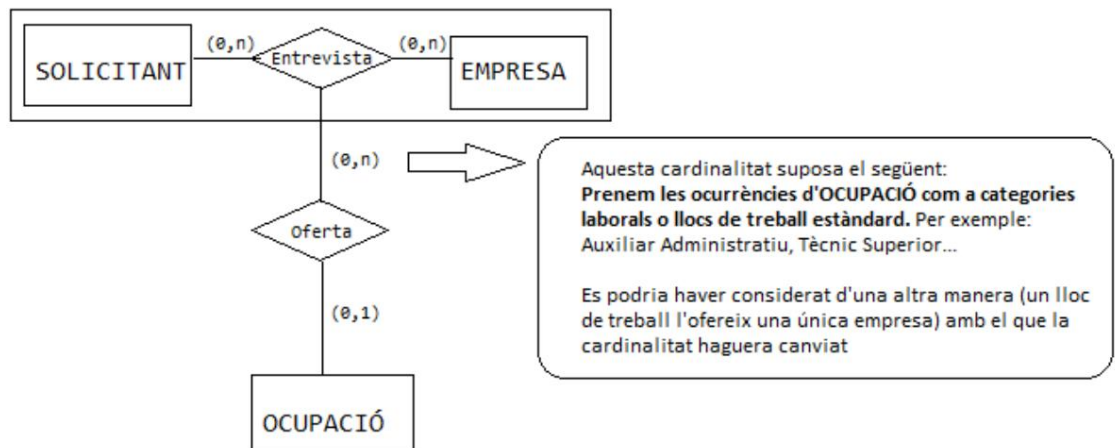 (0,n)
(0,n)
SOLICITANT
Entrevista
EMPRESA
(0,n)
Aquesta cardinalitat suposa el següent:
Prenem les ocurrències d'OCUPACIÓ com a categories
laborals o llocs de treball estàndard. Per exemple:
Auxiliar Administratiu, Tècnic Superior...
Oferta
Es podria haver considerat d'una altra manera (un lloc
de treball l'ofereix una única empresa) amb el que la
cardinalitat haguera canviat
(0,1)
OCUPACIÓ